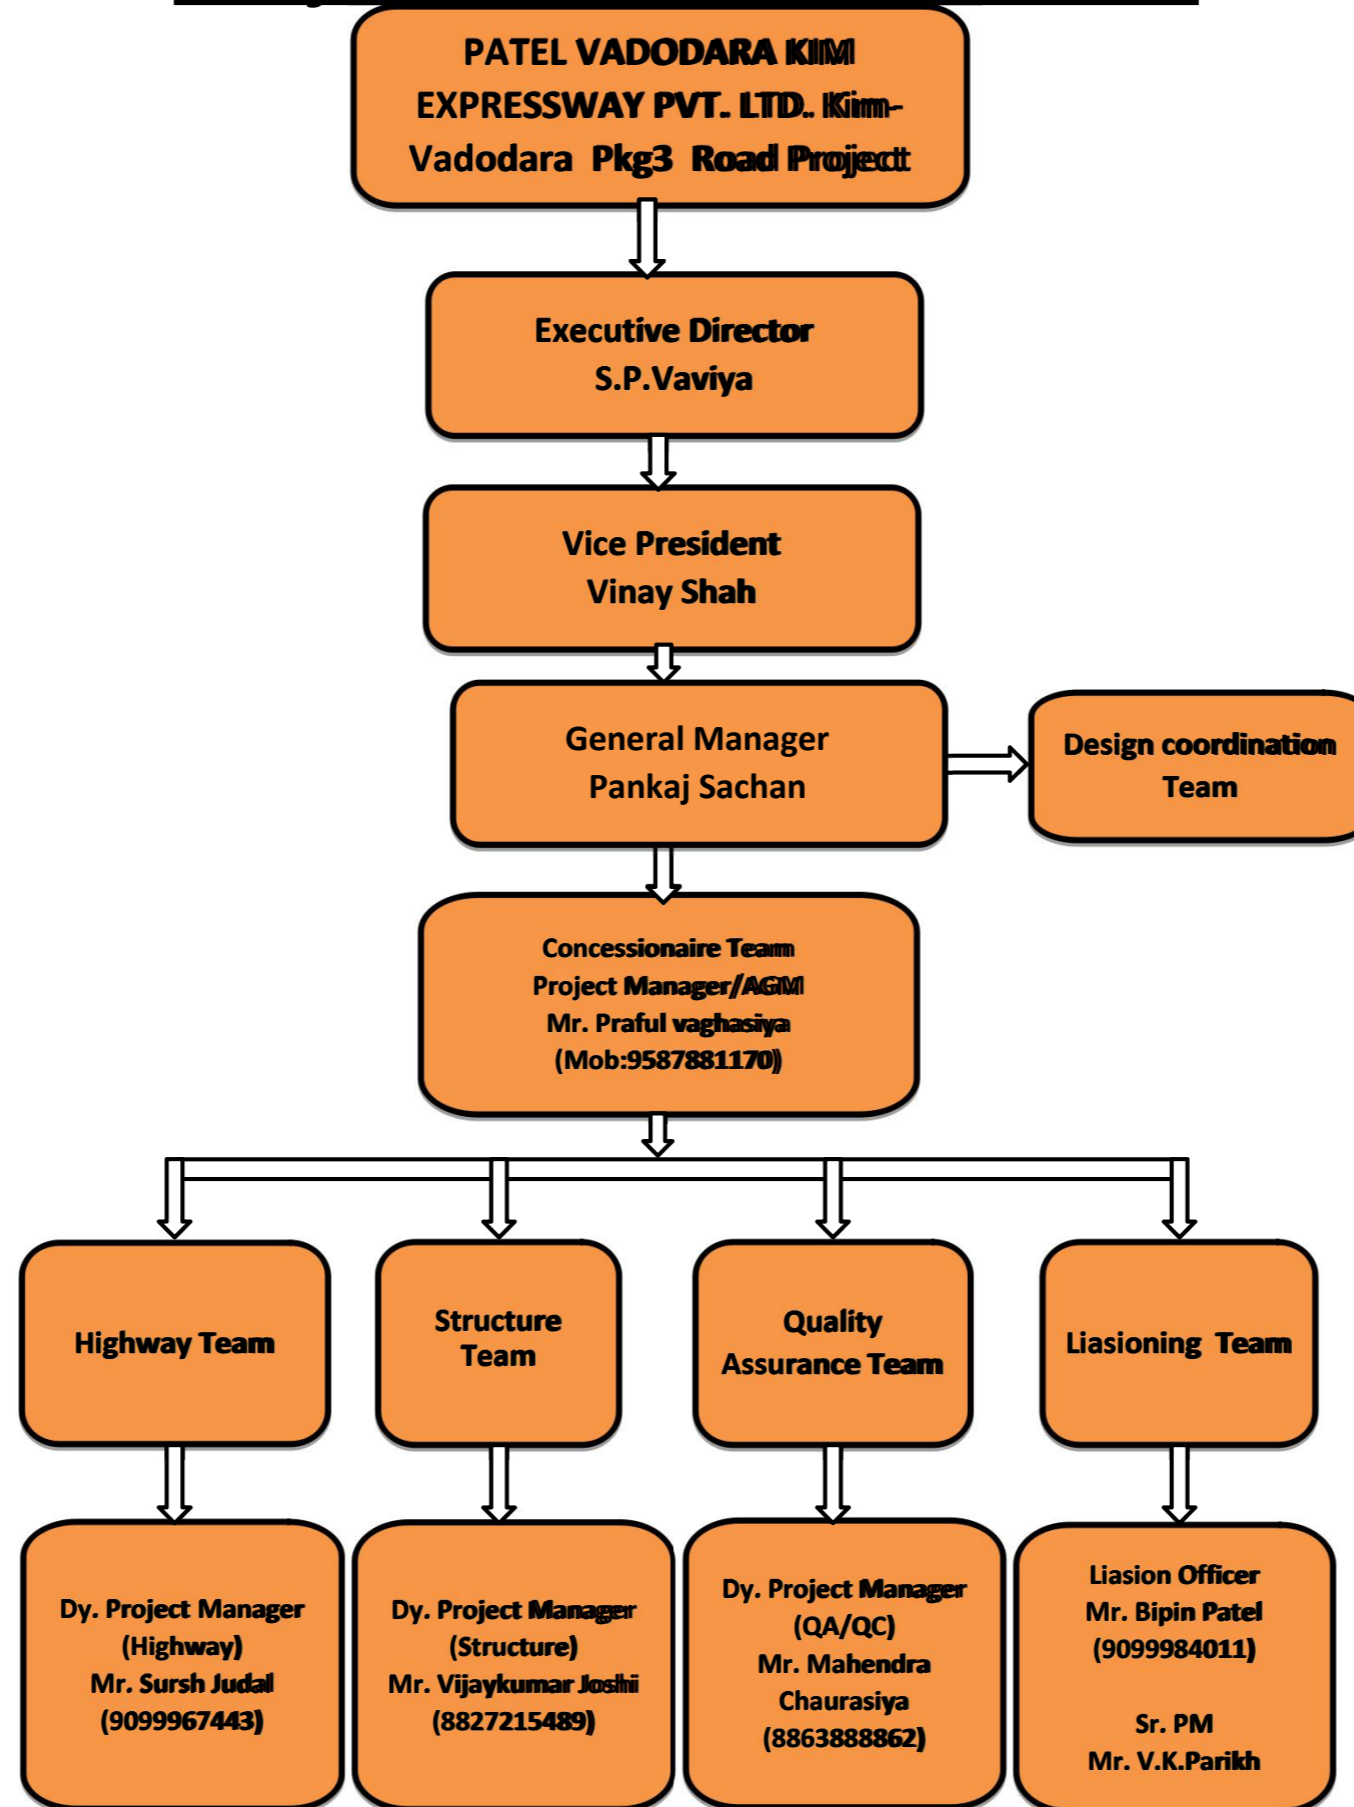 PATEL VADODARA KIM
EXPRESSWAY PVT. LTD. Kim-
Vadodara Pkg3 Road Project
Executive Director
S.P.Vaviya
Vice President
Vinay Shah
General Manager
Pankaj Sachan
Design coordination
Team
Concessionaire Team
Project Manager/AGM
Mr. Praful vaghasiya
(Mob:9587881170)
Highway Team
Structure
Team
Quality
Assurance Team
Liasioning Team
Dy. Project Manager
(Highway)
Mr. Sursh Judal
(9099967443)
Dy. Project Manager
(Structure)
Mr. Vijaykumar Joshi
(8827215489)
Dy. Project Manager
(QA/QC)
Mr. Mahendra
Chaurasiya
(8863888862)
Liasion Officer
Mr. Bipin Patel
(9099984011)
Sr. PM
Mr. V.K.Parikh